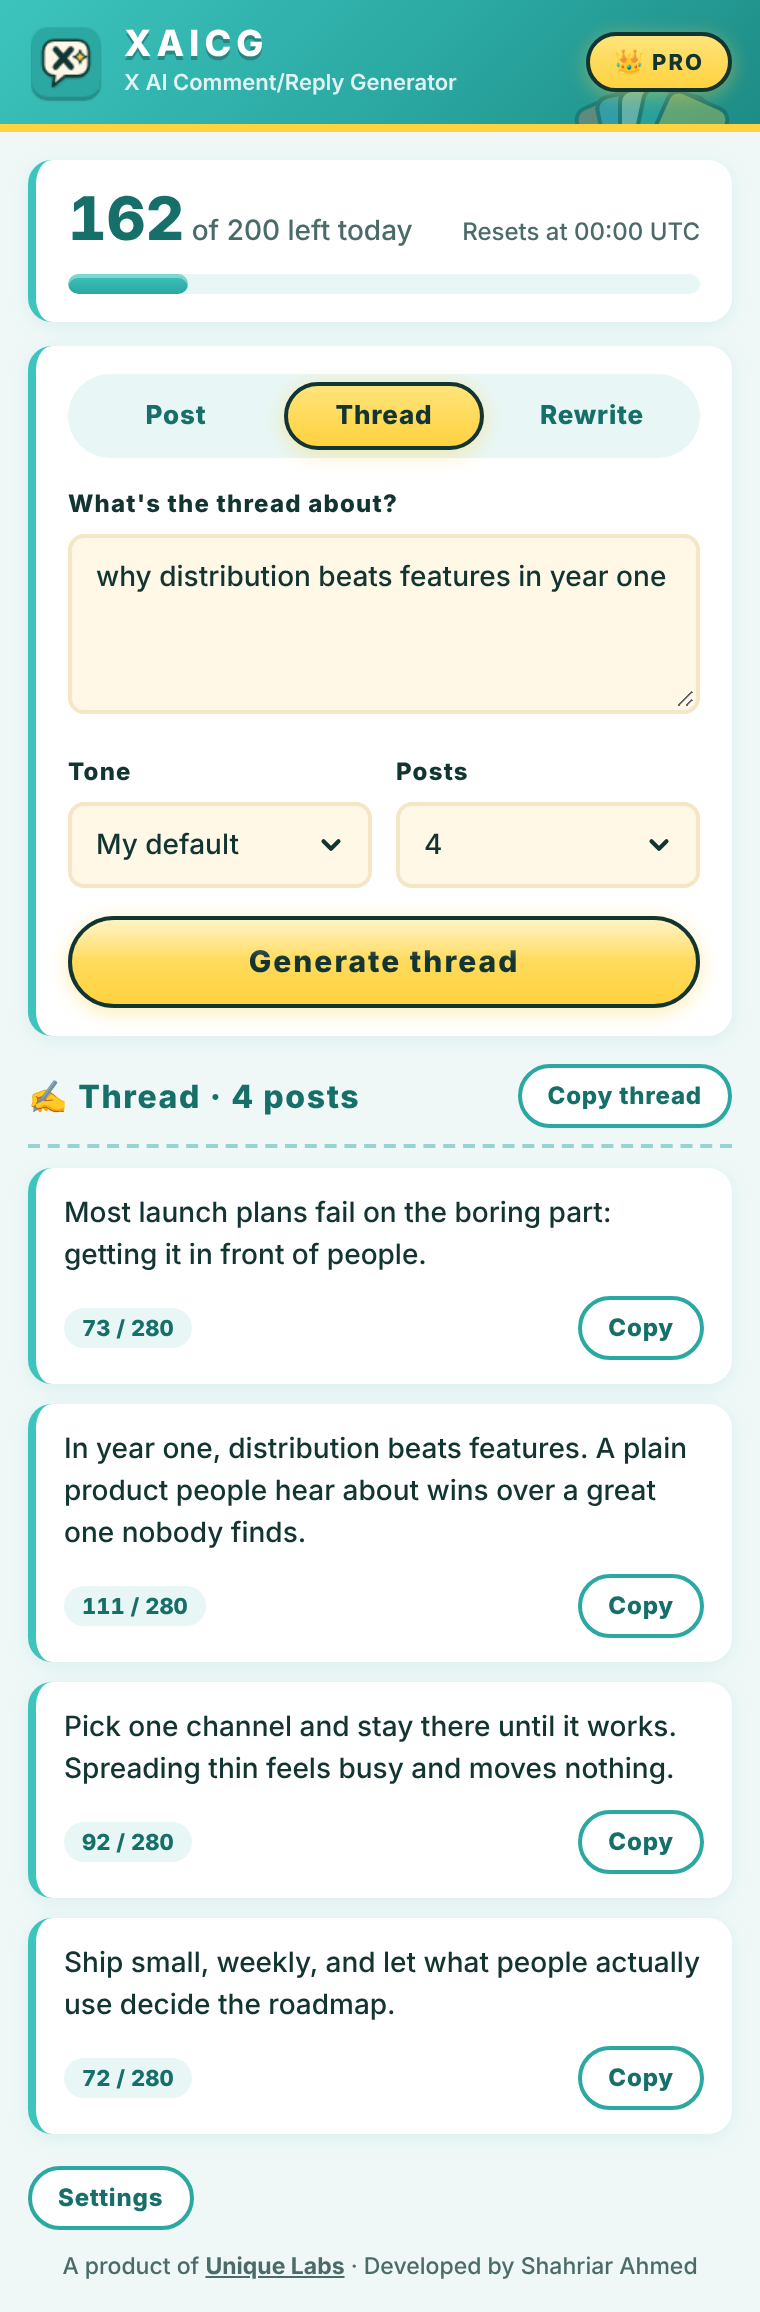 XAICG
X AI Comment/Reply Generator
👑 PRO
162 of 200 left today
Resets at 00:00 UTC
Post
Thread
Rewrite
What's the thread about?
why distribution beats features in year one
Tone
Posts
My default
4
Generate thread
✍️ Thread · 4 posts
Copy thread
Most launch plans fail on the boring part:
getting it in front of people.
73 / 280
Copy
In year one, distribution beats features. A plain
product people hear about wins over a great
one nobody finds.
111 / 280
Copy
Pick one channel and stay there until it works.
Spreading thin feels busy and moves nothing.
92 / 280
Copy
Ship small, weekly, and let what people actually
use decide the roadmap.
72 / 280
Copy
Settings
A product of Unique Labs · Developed by Shahriar Ahmed